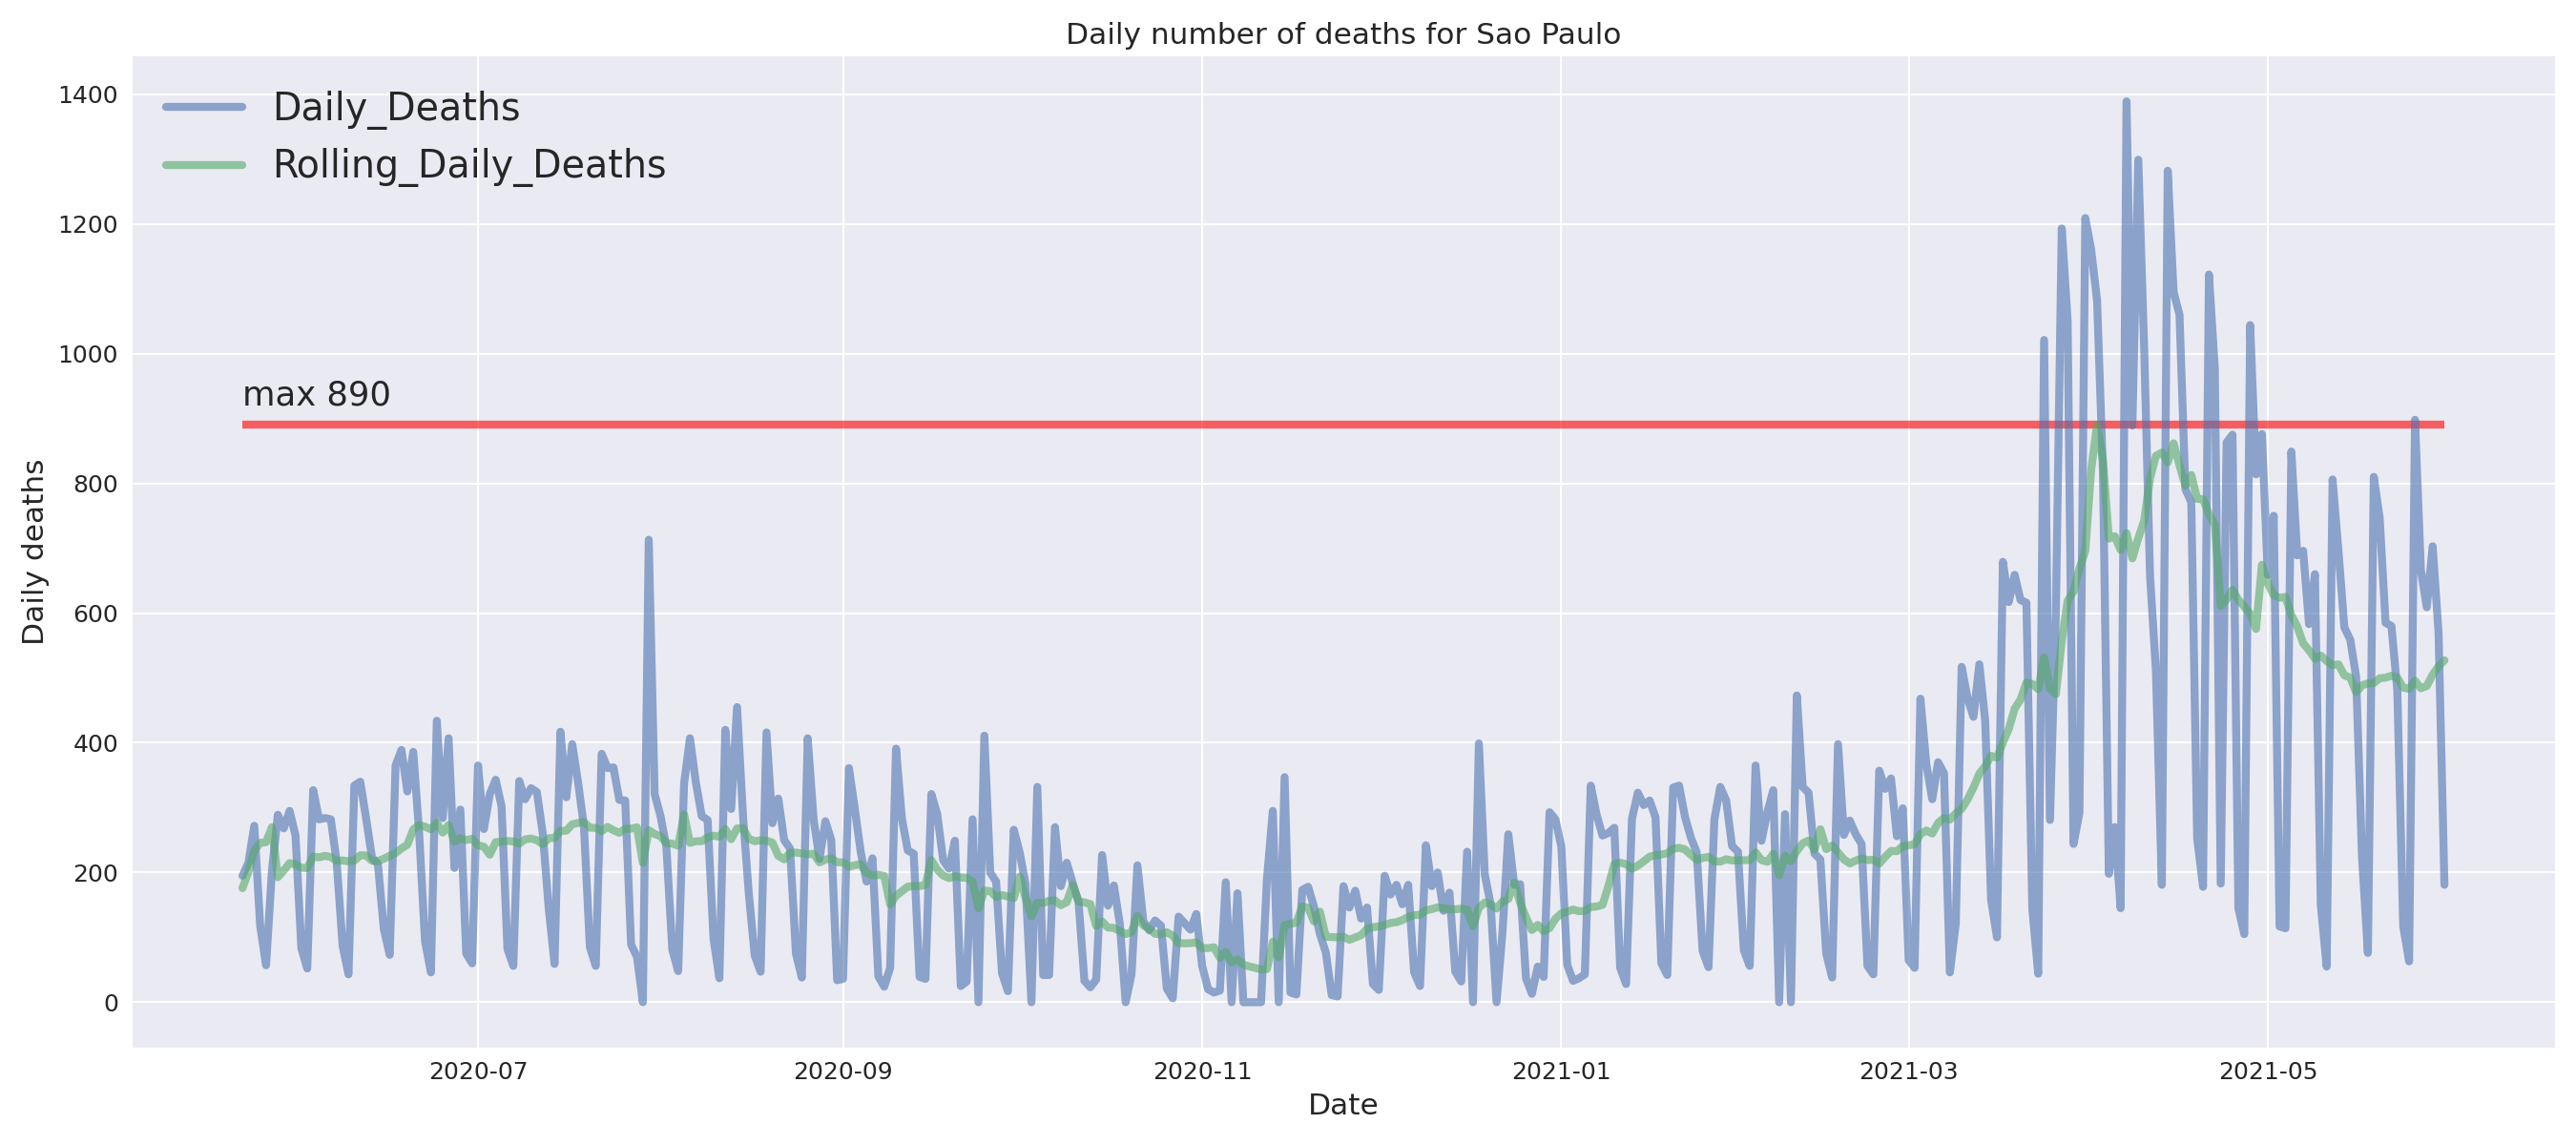 Daily number of deaths for Sao Paulo
1400
1200
1000
800
600
400
200
0
Daily deaths
Daily_Deaths
Rolling_Daily_Deaths
max 890
2020-07
2020-09
2020-11
2021-01
2021-03
2021-05
Date